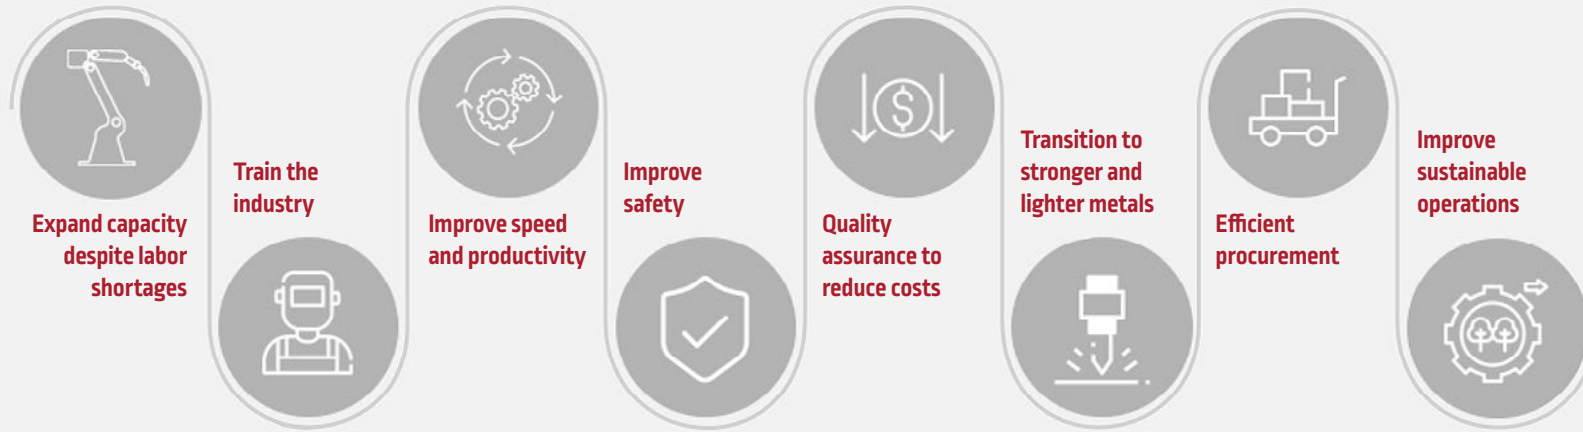 Expand capacity
despite labor
shortages
Train the
industry
Improve speed
and productivity
Improve
safety
Quality
assurance to
reduce costs
Transition to
stronger and
lighter metals
Efficient
procurement
Improve
sustainable
operations